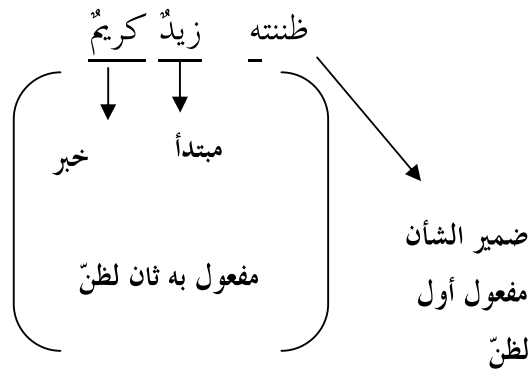 ظننته زيدٌ كريمٌ
مبتدأ
خبر
مفعول به ثان لظنّ
ضمير الشأن
مفعول أول
لظنّ